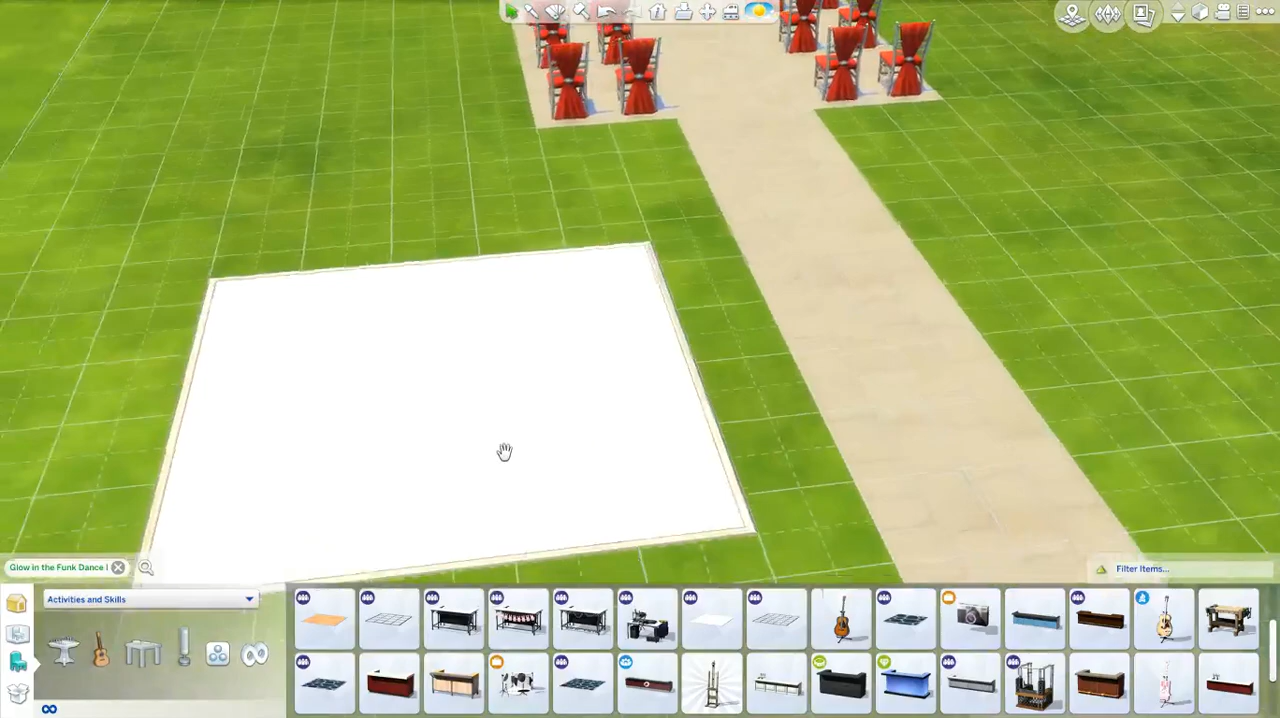 Glow in the Funk Dance
Filter Items...
Activities and Skills